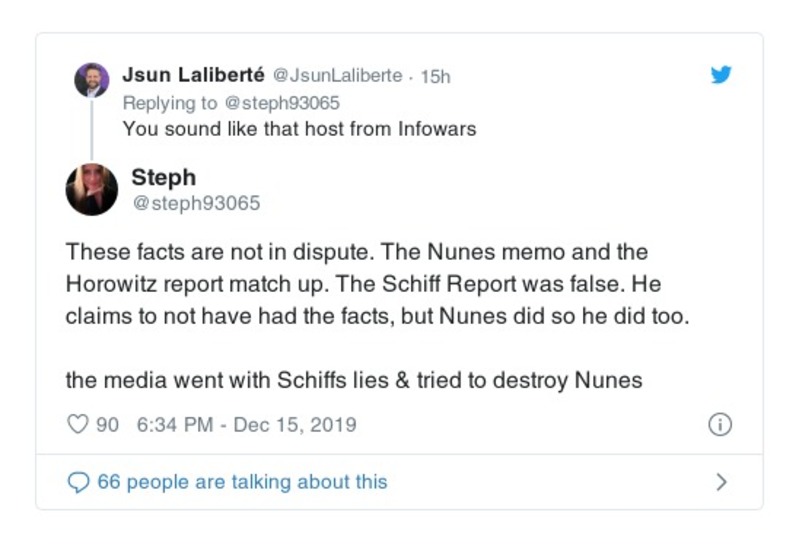 Jsun Laliberté @JsunLaliberte · 15h
Replying to @steph93065
You sound like that host from Infowars
Steph
@steph93065
These facts are not in dispute. The Nunes memo and the
Horowitz report match up. The Schiff Report was false. He
claims to not have had the facts, but Nunes did so he did too.
the media went with Schiffs lies & tried to destroy Nunes
90 6:34 PM - Dec 15, 2019
66 people are talking about this